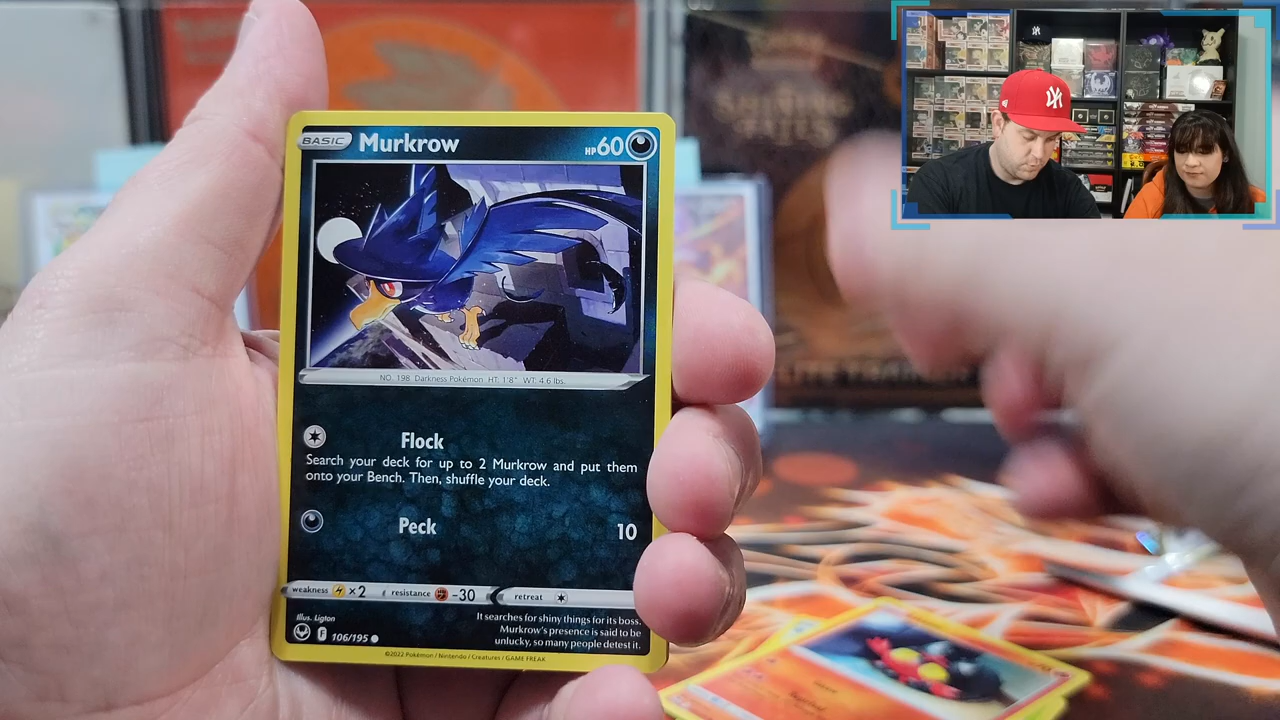 BASIC Murkrow HP60
NO. 198 Darkness Pokémon HT: 1'8" WT: 4.6 lbs.
Flock
Search your deck for up to 2 Murkrow and put them
onto your Bench. Then, shuffle your deck.
Peck 10
weakness ×2 resistance -30 retreat
Illus. Ligton
It searches for shiny things for its boss.
Murkrow's presence is said to be
unlucky, so many people detest it.
F 106/195
©2022 Pokémon / Nintendo / Creatures / GAME FREAK
SHINING
FATES
ELITE TRAINER